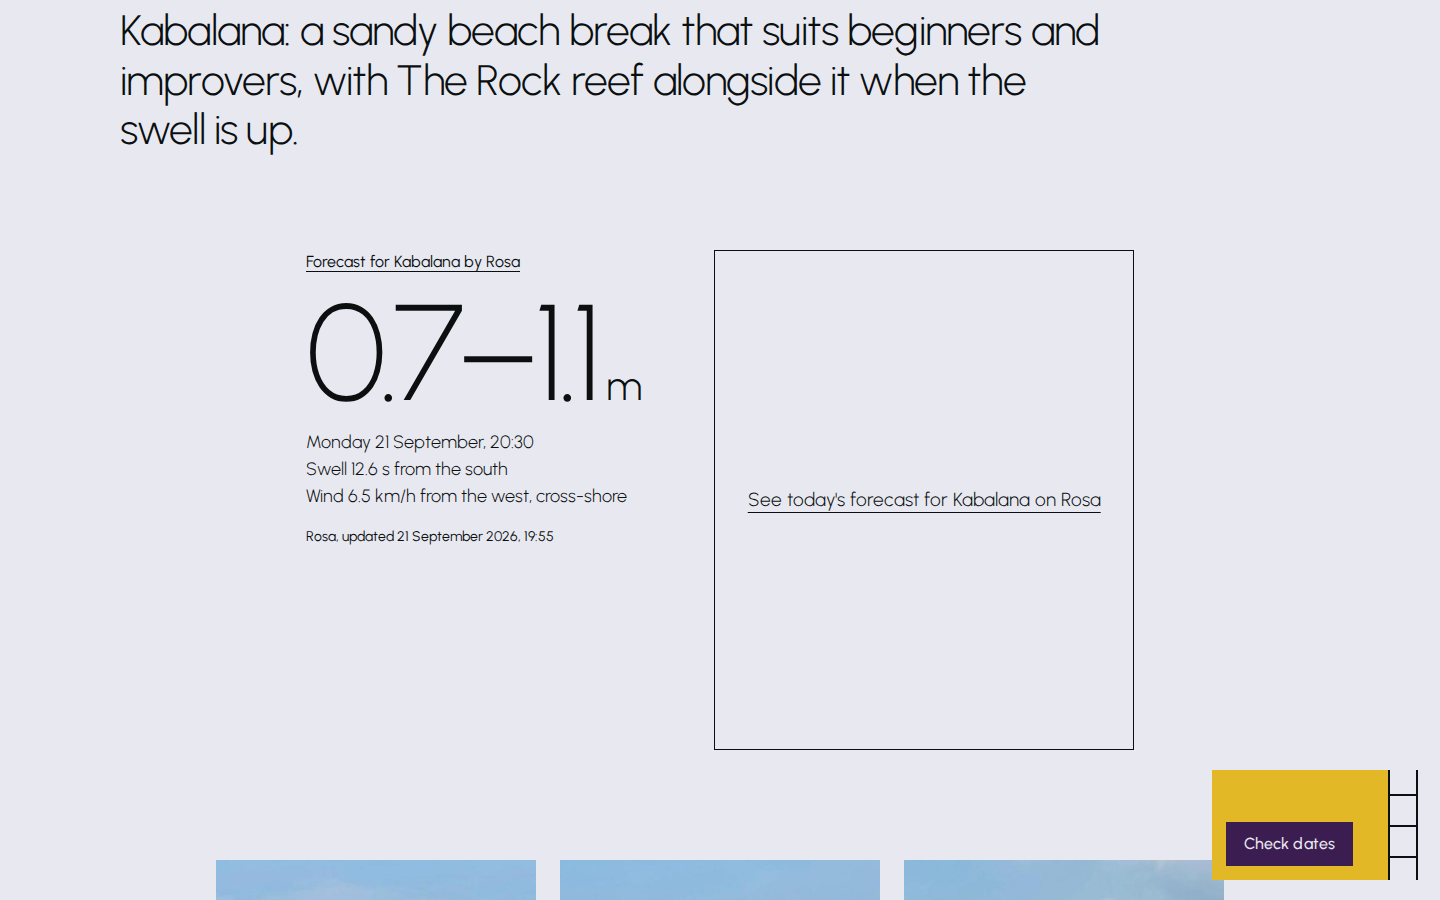 Kabalana: a sandy beach break that suits beginners and
improvers, with The Rock reef alongside it when the
swell is up.
Forecast for Kabalana by Rosa
0.7–1.1 m
Monday 21 September, 20:30
Swell 12.6 s from the south
Wind 6.5 km/h from the west, cross-shore
Rosa, updated 21 September 2026, 19:55
See today's forecast for Kabalana on Rosa
Check dates